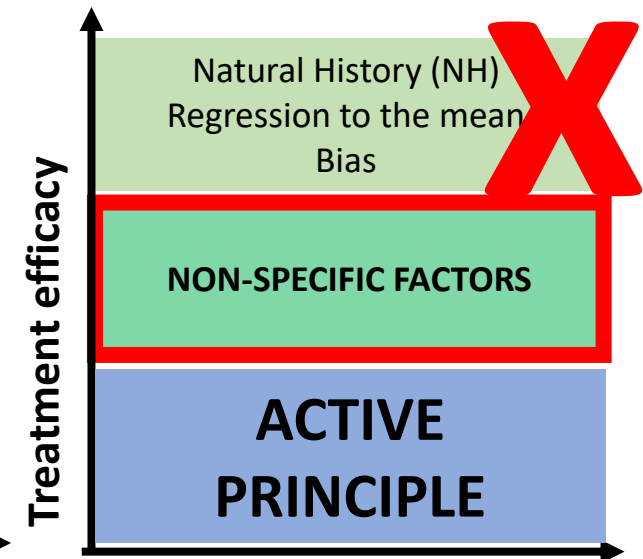 Natural History (NH)
Regression to the mean
Bias
Treatment efficacy
NON-SPECIFIC FACTORS
ACTIVE
PRINCIPLE